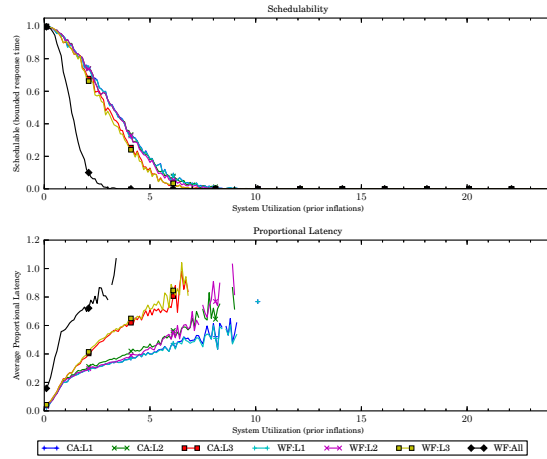 Schedulability
Schedulable (bounded response time)
1.0
0.8
0.6
0.4
0.2
0.0
0 5 10 15 20
System Utilization (prior inflations)
Proportional Latency
Average Proportional Latency
1.2
1.0
0.8
0.6
0.4
0.2
0.0
0 5 10 15 20
System Utilization (prior inflations)
CA:L1 CA:L2 CA:L3 WF:L1 WF:L2 WF:L3 WF:All